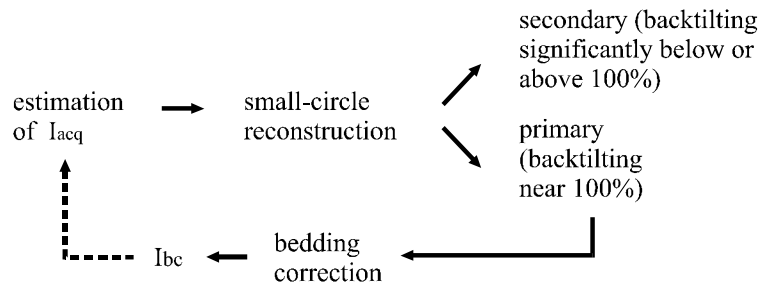 secondary (backtilting
significantly below or
above 100%)
estimation
of Iacq
small-circle
reconstruction
primary
(backtilting
near 100%)
Ibc
bedding
correction